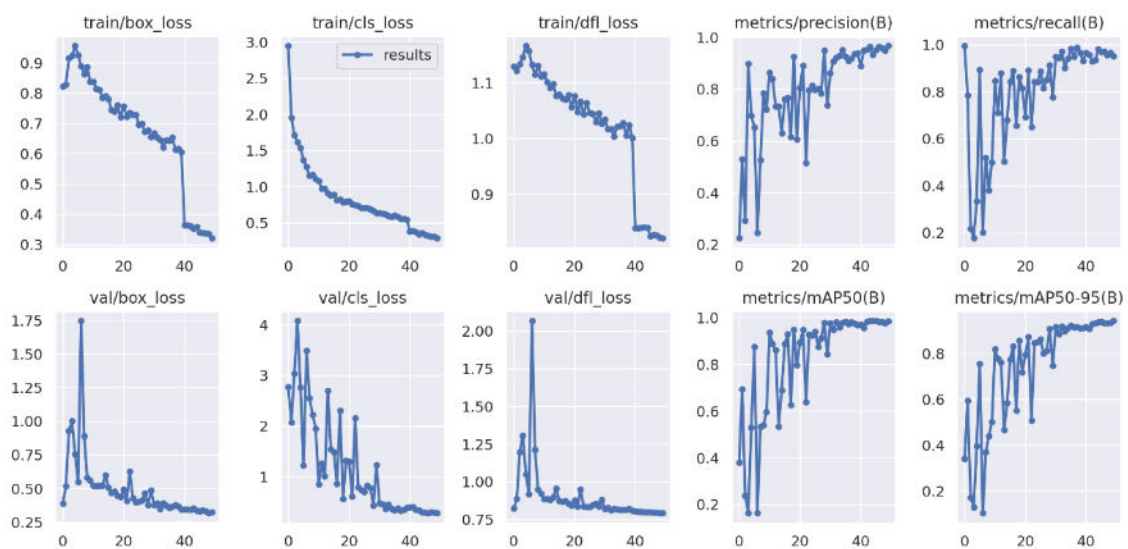 train/box_loss
train/cls_loss
train/dfl_loss
metrics/precision(B)
metrics/recall(B)
0.9
0.8
0.7
0.6
0.5
0.4
0.3
0 20 40
3.0
2.5
2.0
1.5
1.0
0.5
results
0 20 40
1.1
1.0
0.9
0 20 40
1.0
0.8
0.6
0.4
0.2
0 20 40
1.0
0.8
0.6
0.4
0.2
0 20 40
val/box_loss
val/cls_loss
val/dfl_loss
metrics/mAP50(B)
metrics/mAP50-95(B)
1.75
1.50
1.25
1.00
0.75
0.50
0.25
0 20 40
4
3
2
1
0 20 40
2.00
1.75
1.50
1.25
1.00
0.75
0 20 40
1.0
0.8
0.6
0.4
0.2
0 20 40
0.8
0.6
0.4
0.2
0 20 40